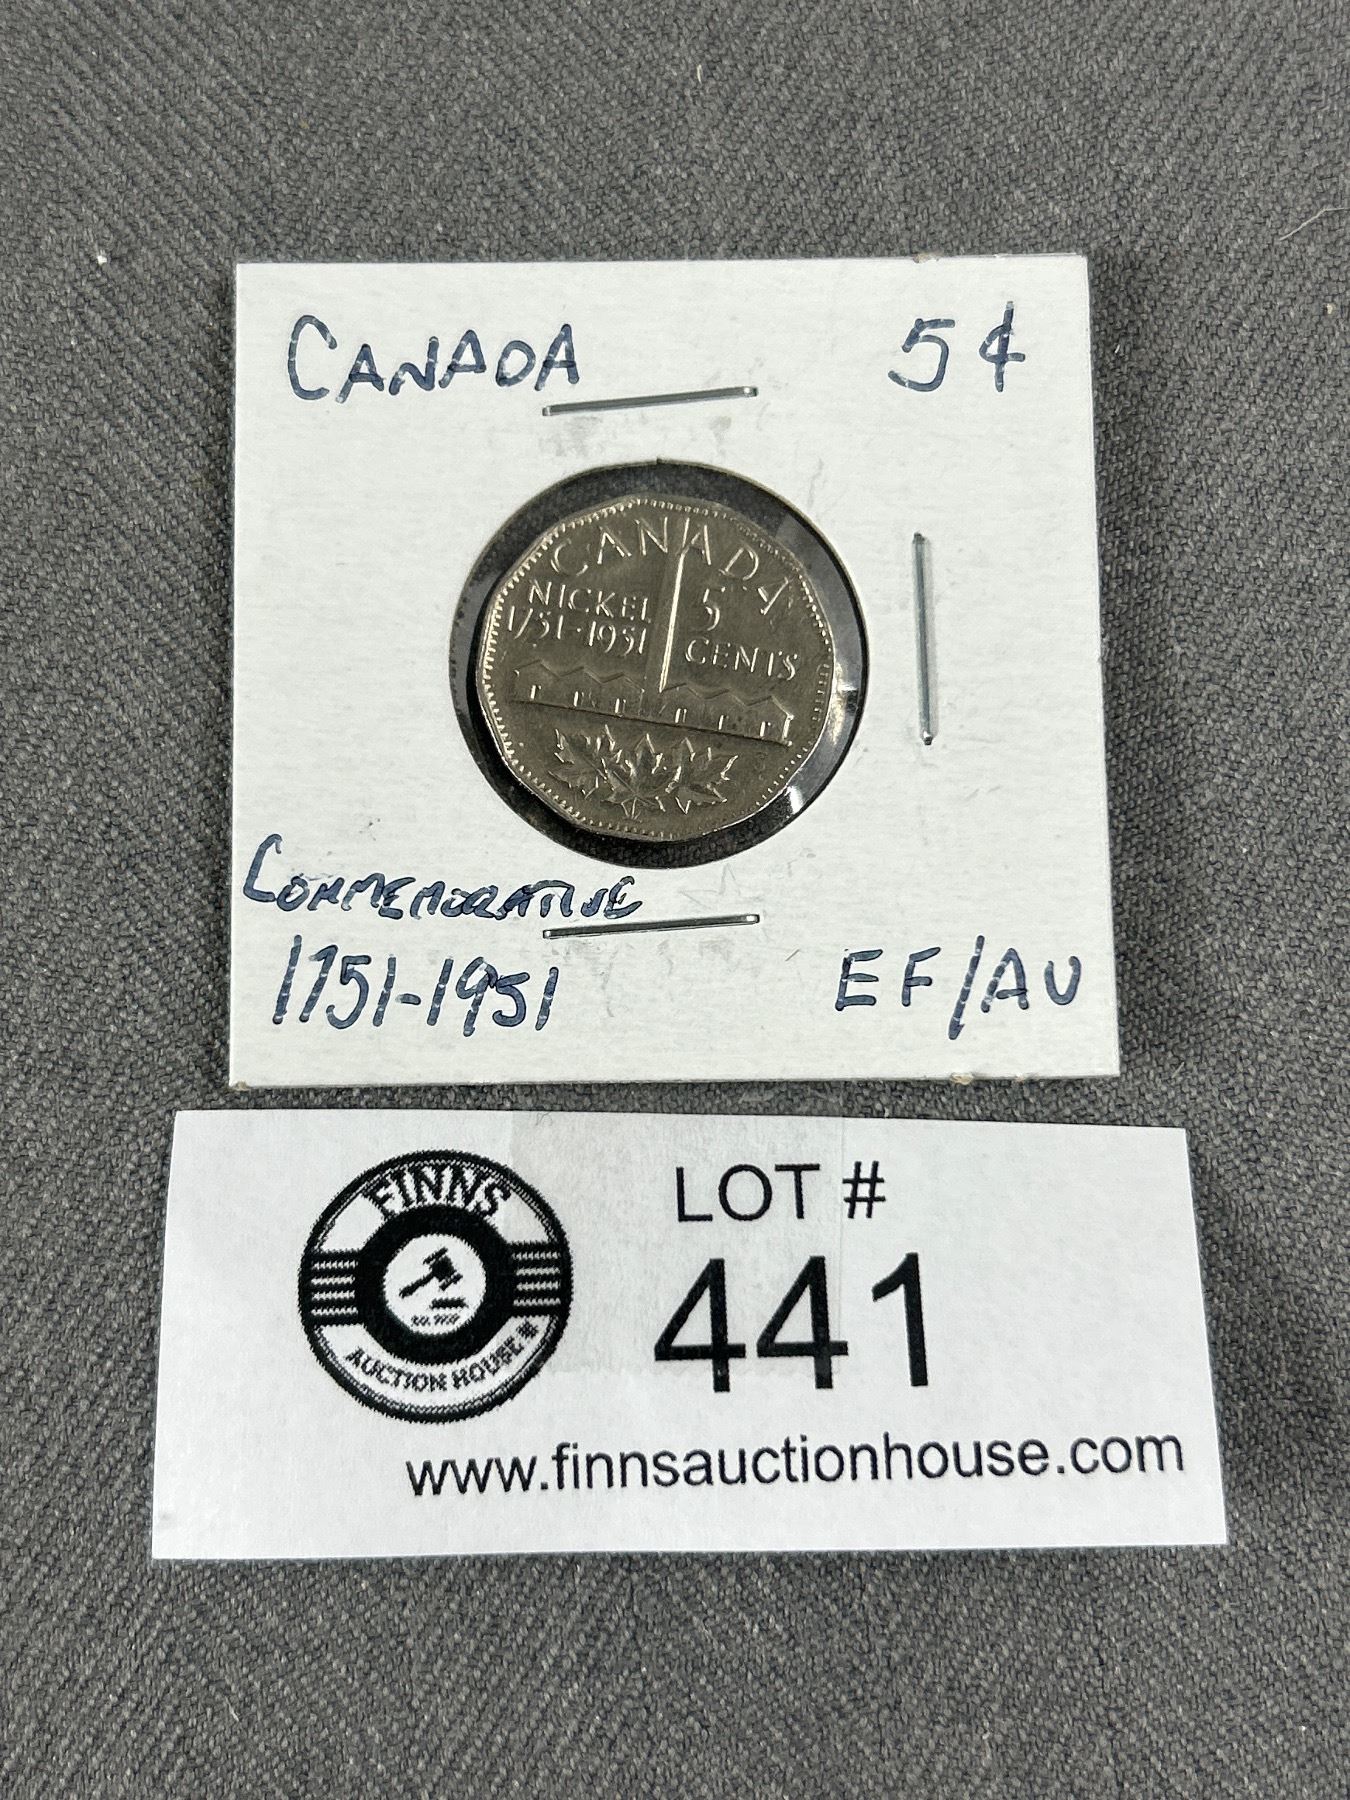 CANADA 5¢
CANADA
NICKEL 5
1751-1951 CENTS
COMMEMORATIVE
1751-1951 EF/AU
FINNS
AUCTION HOUSE
LOT #
441
www.finnsauctionhouse.com